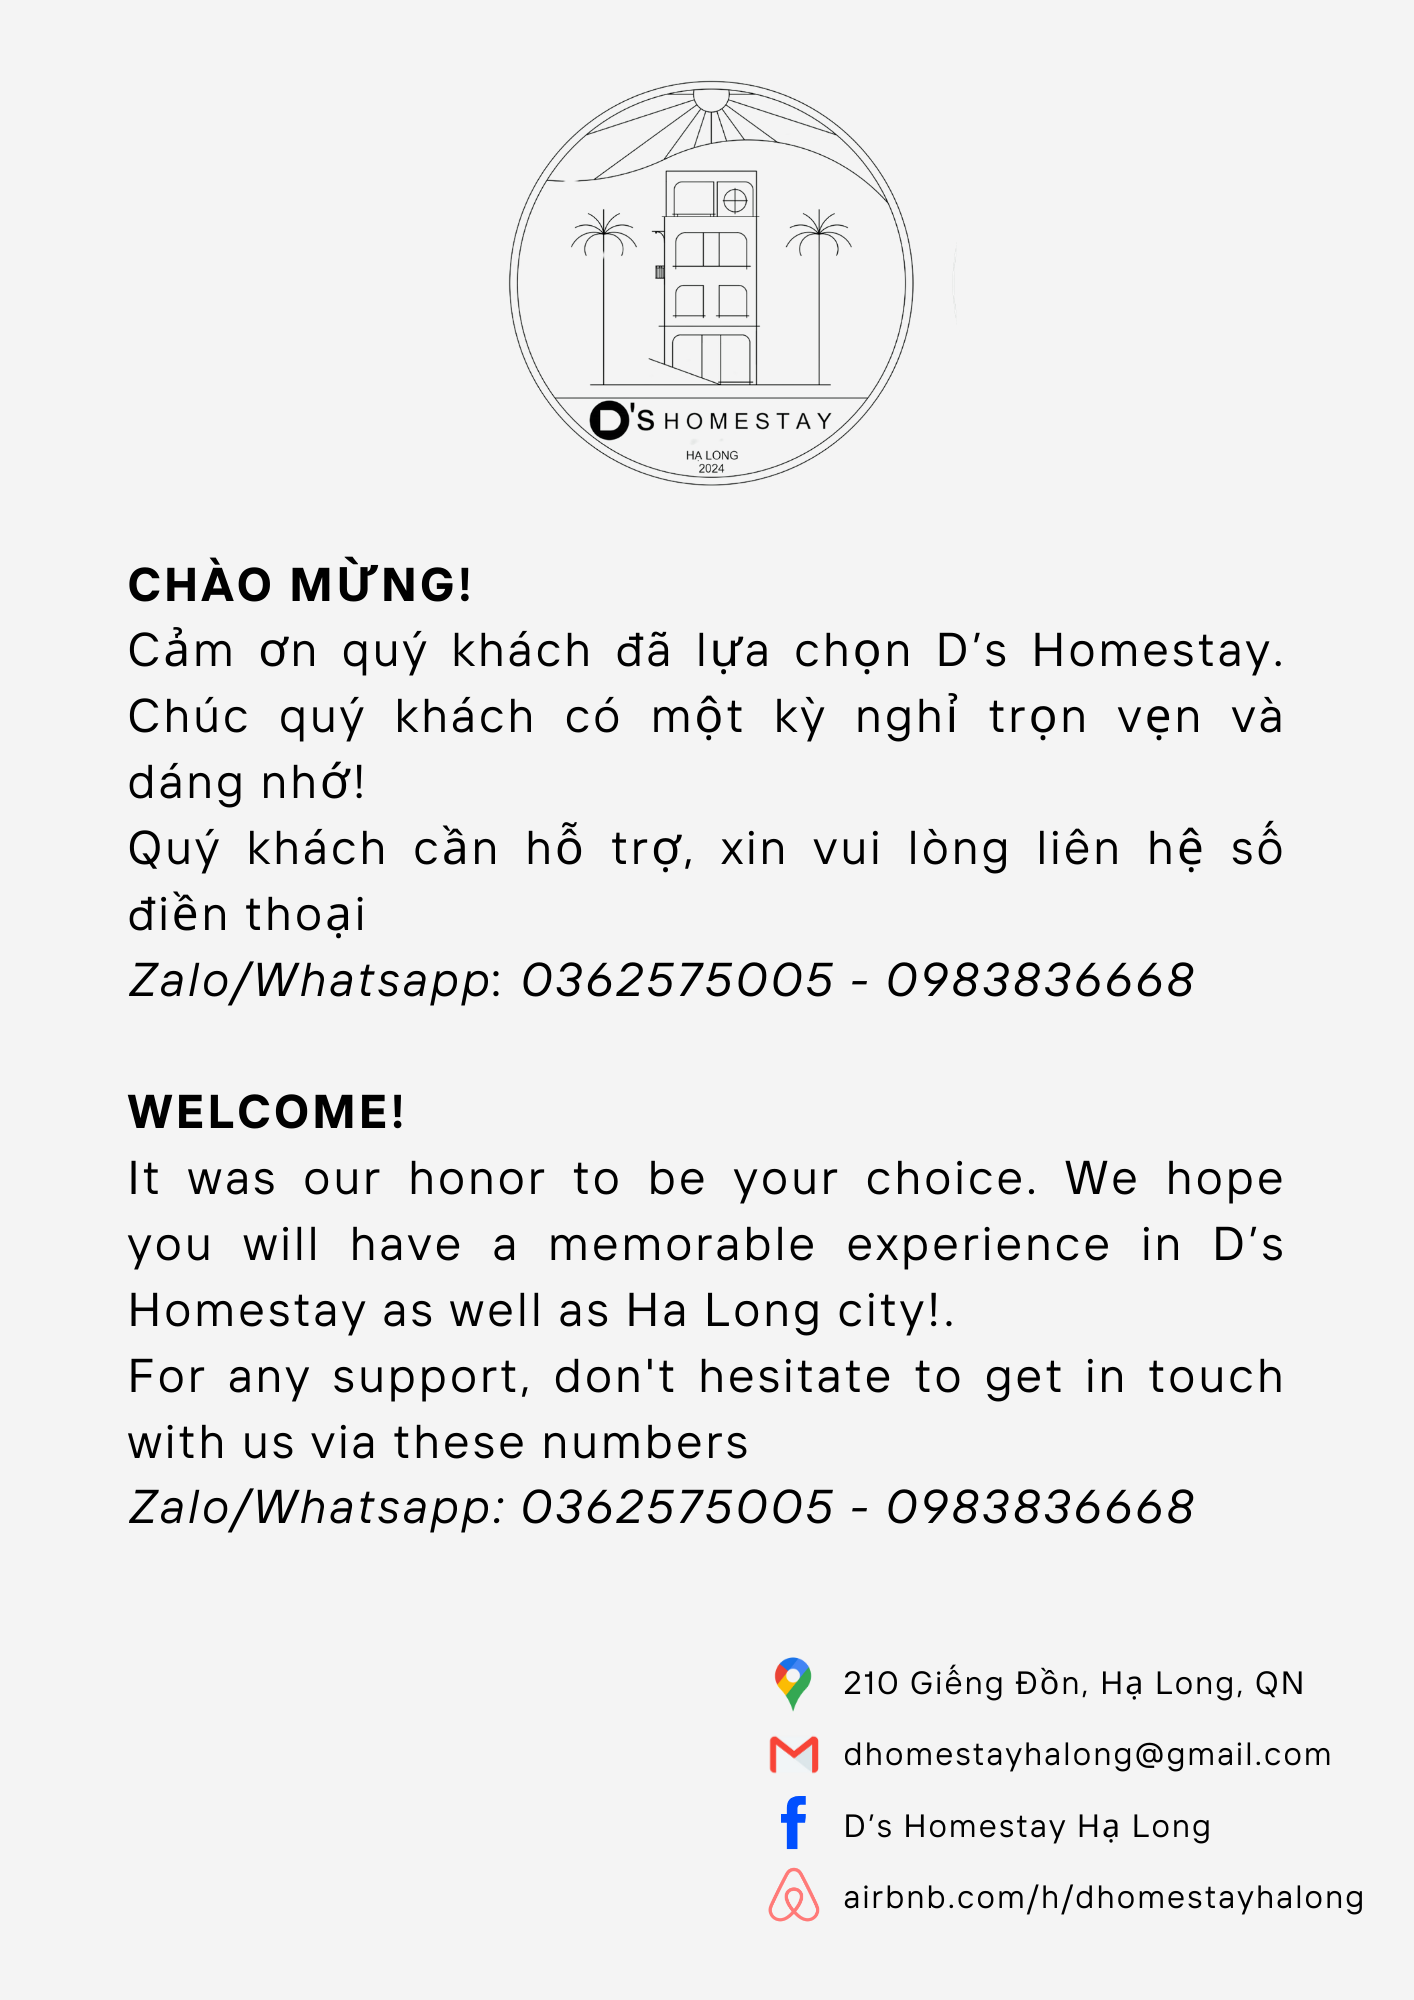 D'S HOMESTAY
HẠ LONG
2024
CHÀO MỪNG!
Cảm ơn quý khách đã lựa chọn D’s Homestay.
Chúc quý khách có một kỳ nghỉ trọn vẹn và
dáng nhớ!
Quý khách cần hỗ trợ, xin vui lòng liên hệ số
điền thoại
Zalo/Whatsapp: 0362575005 - 0983836668
WELCOME!
It was our honor to be your choice. We hope
you will have a memorable experience in D’s
Homestay as well as Ha Long city!.
For any support, don't hesitate to get in touch
with us via these numbers
Zalo/Whatsapp: 0362575005 - 0983836668
210 Giếng Đồn, Hạ Long, QN
dhomestayhalong@gmail.com
D’s Homestay Hạ Long
airbnb.com/h/dhomestayhalong